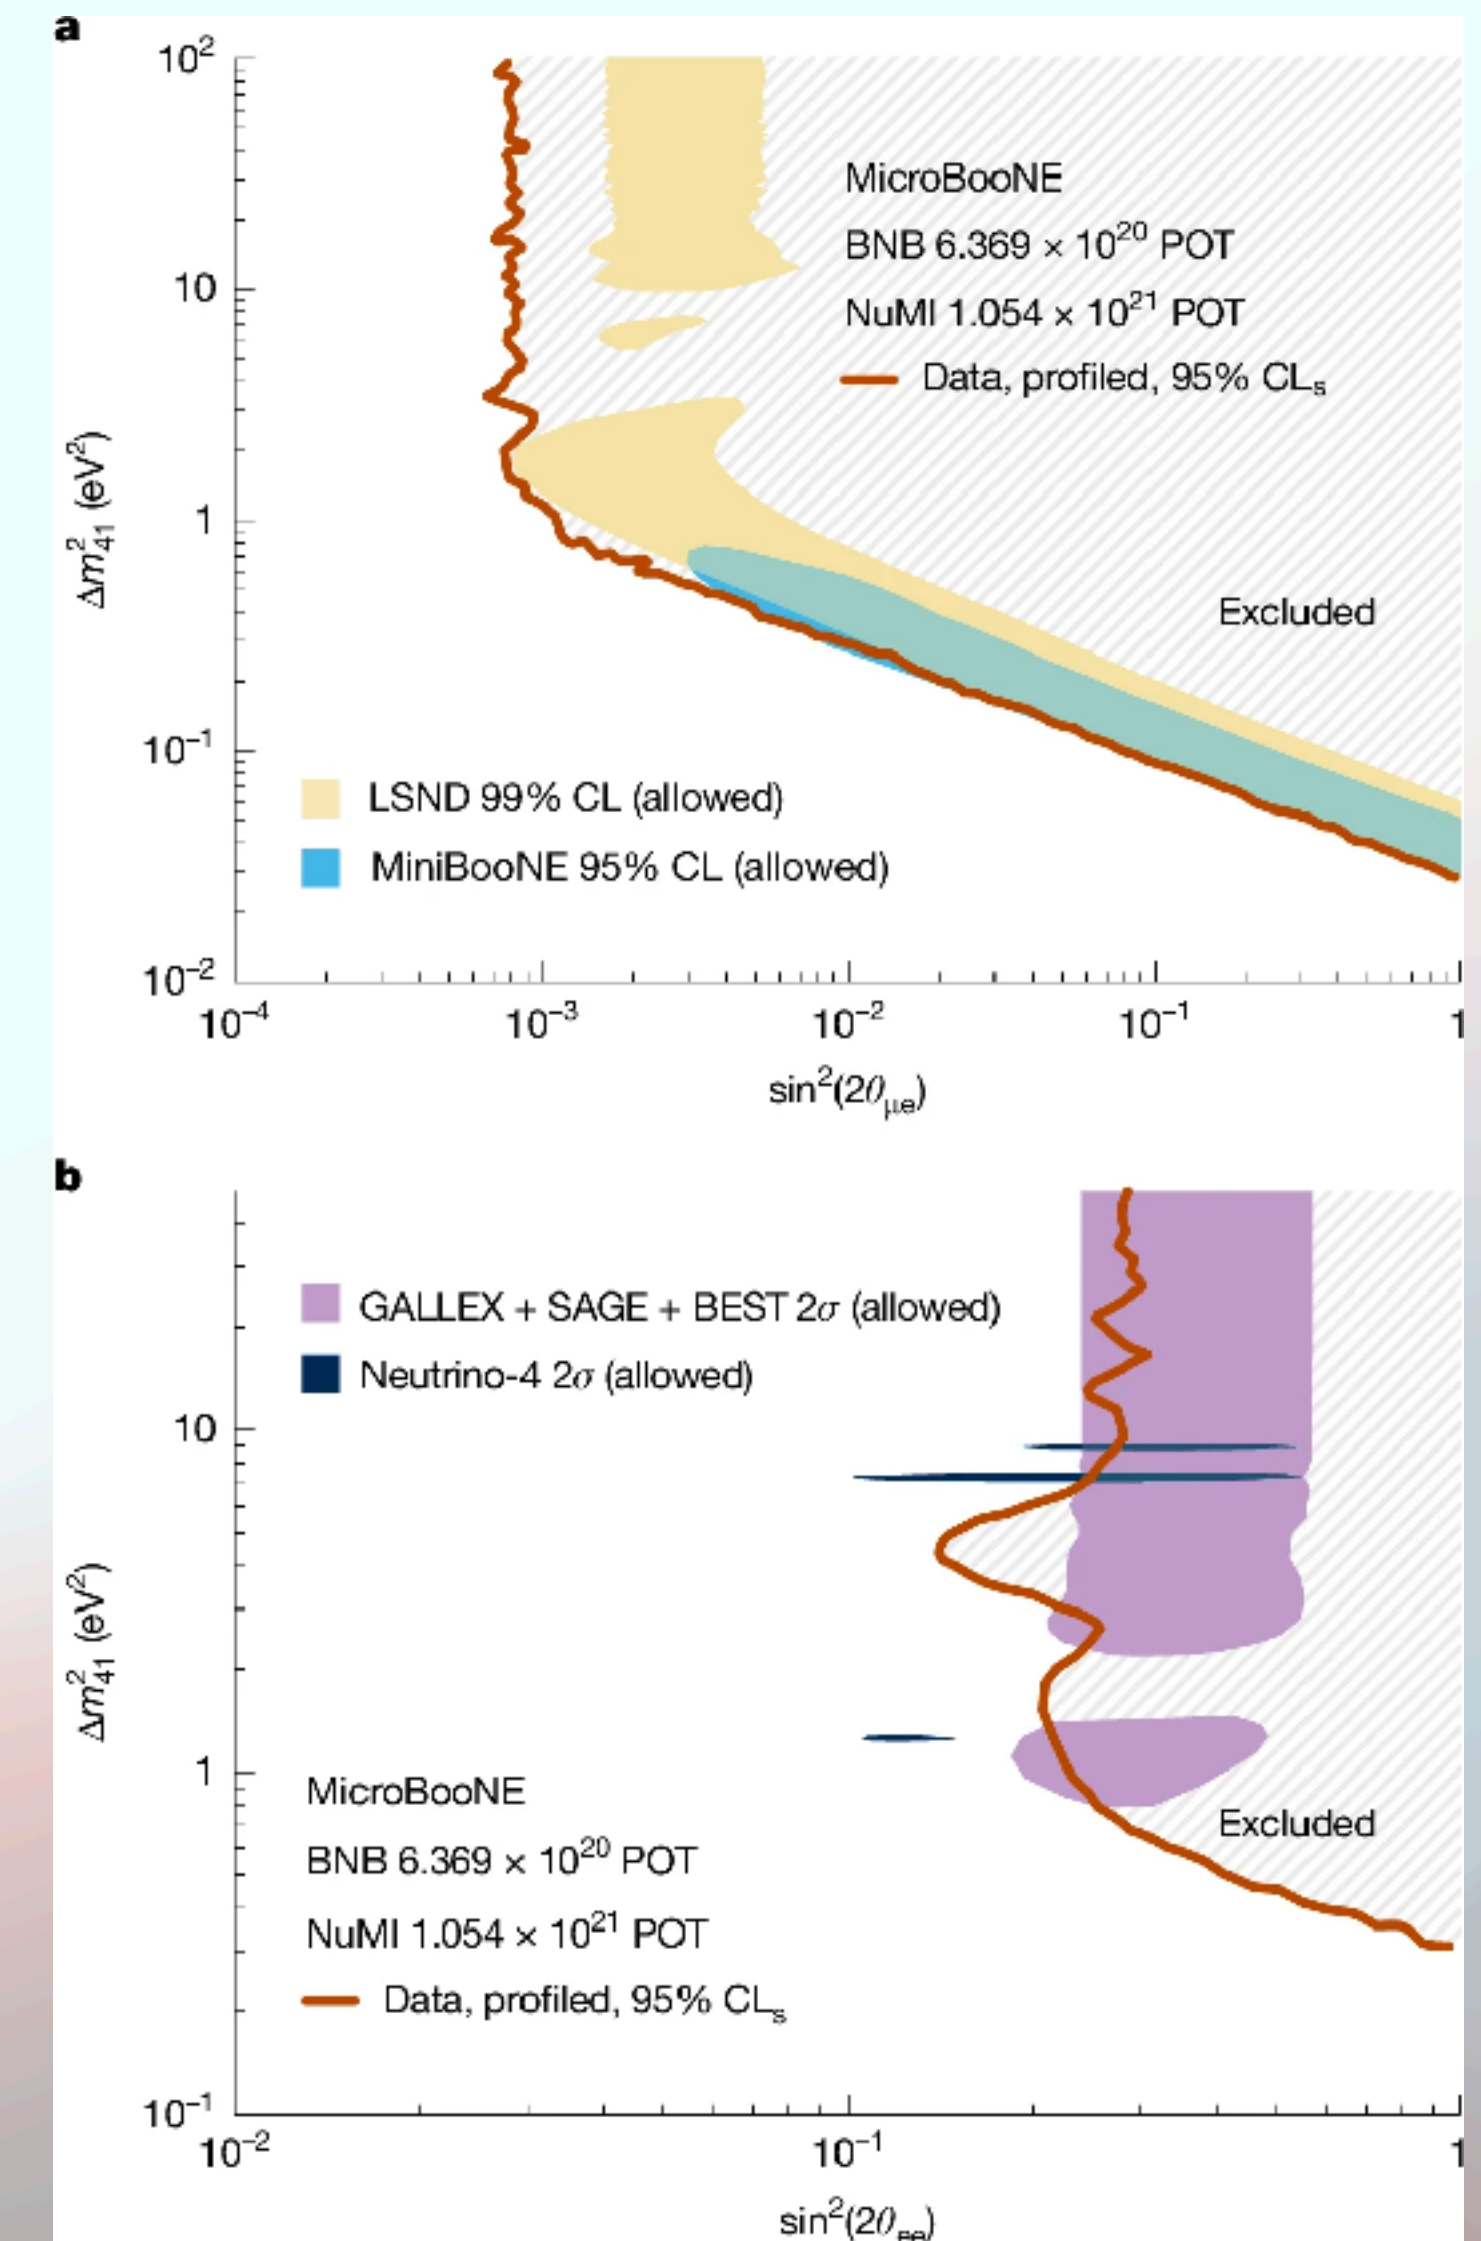 a
10²
10
1
10⁻¹
10⁻²
Δm²₄₁ (eV²)
MicroBooNE
BNB 6.369 × 10²⁰ POT
NuMI 1.054 × 10²¹ POT
Data, profiled, 95% CLₛ
Excluded
LSND 99% CL (allowed)
MiniBooNE 95% CL (allowed)
10⁻⁴ 10⁻³ 10⁻² 10⁻¹ 1
sin²(2θμe)
b
GALLEX + SAGE + BEST 2σ (allowed)
Neutrino-4 2σ (allowed)
10
1
10⁻¹
Δm²₄₁ (eV²)
MicroBooNE
BNB 6.369 × 10²⁰ POT
NuMI 1.054 × 10²¹ POT
Data, profiled, 95% CLₛ
Excluded
10⁻² 10⁻¹ 1
sin²(2θee)